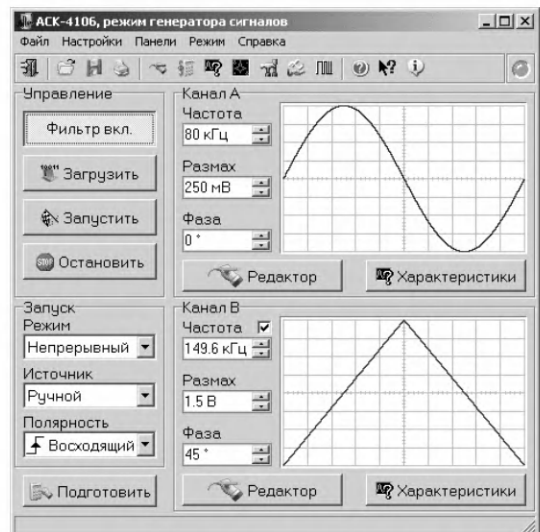 АСК-4106, режим генератора сигналов
Файл Настройки Панели Режим Справка
Управление
Фильтр вкл.
Загрузить
Запустить
STOP Остановить
Канал А
Частота
80 кГц
Размах
250 мВ
Фаза
0 °
Редактор
Характеристики
Запуск
Режим
Непрерывный
Источник
Ручной
Полярность
Восходящий
Подготовить
Канал В
Частота
149.6 кГц
Размах
1.5 В
Фаза
45 °
Редактор
Характеристики